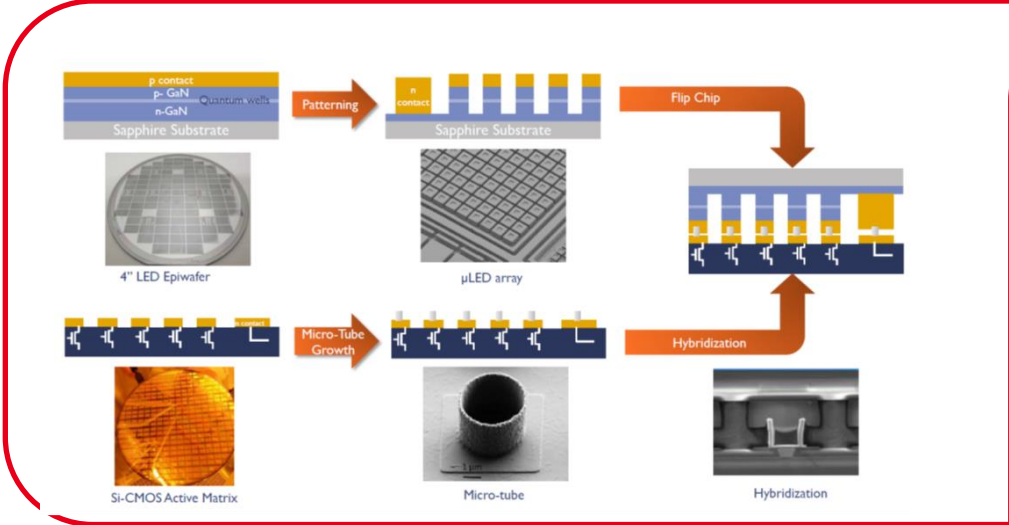 p contact
p- GaN
Quantum wells
n-GaN
Sapphire Substrate
Patterning
n
contact
Sapphire Substrate
Flip Chip
4" LED Epiwafer
µLED array
n contact
Micro-Tube
Growth
Hybridization
1 µm
Si-CMOS Active Matrix
Micro-tube
Hybridization